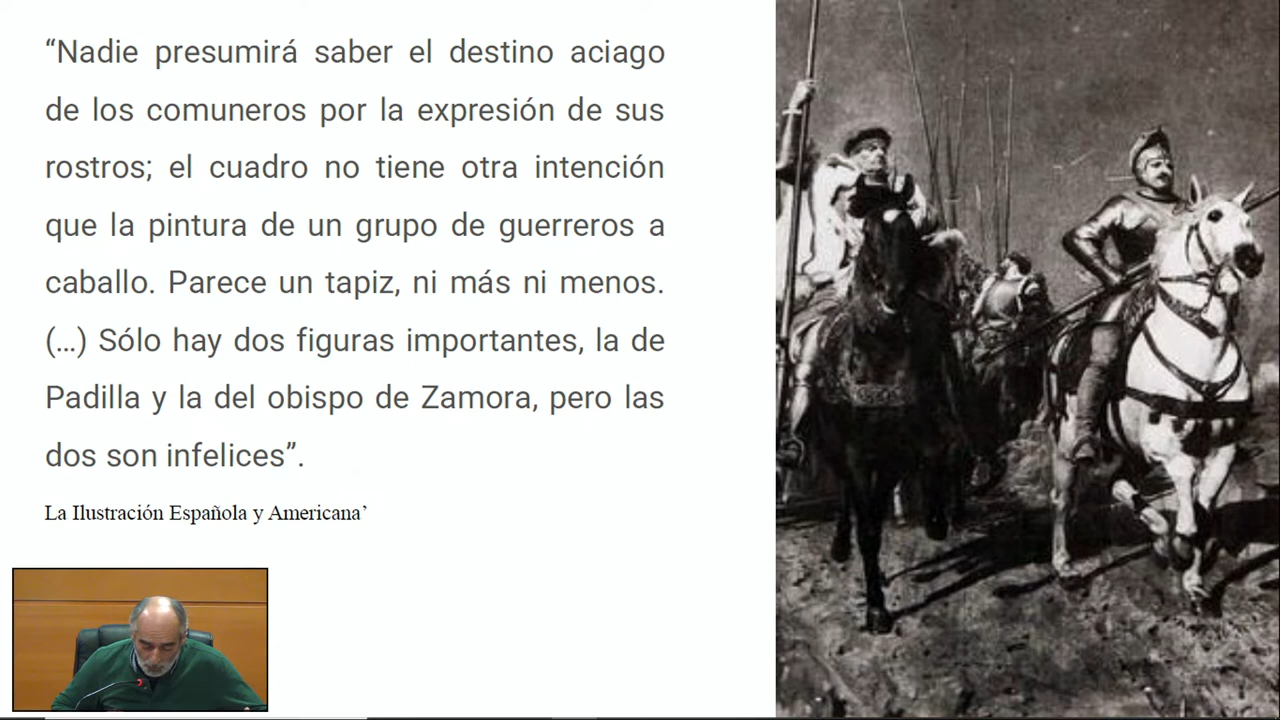 “Nadie presumirá saber el destino aciago
de los comuneros por la expresión de sus
rostros; el cuadro no tiene otra intención
que la pintura de un grupo de guerreros a
caballo. Parece un tapiz, ni más ni menos.
(...) Sólo hay dos figuras importantes, la de
Padilla y la del obispo de Zamora, pero las
dos son infelices”.
La Ilustración Española y Americana’